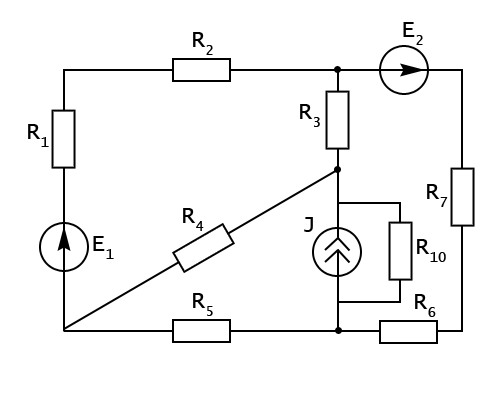 E₂
R₂
R₃
R₁
R₇
R₄
J
E₁
R₁₀
R₅
R₆